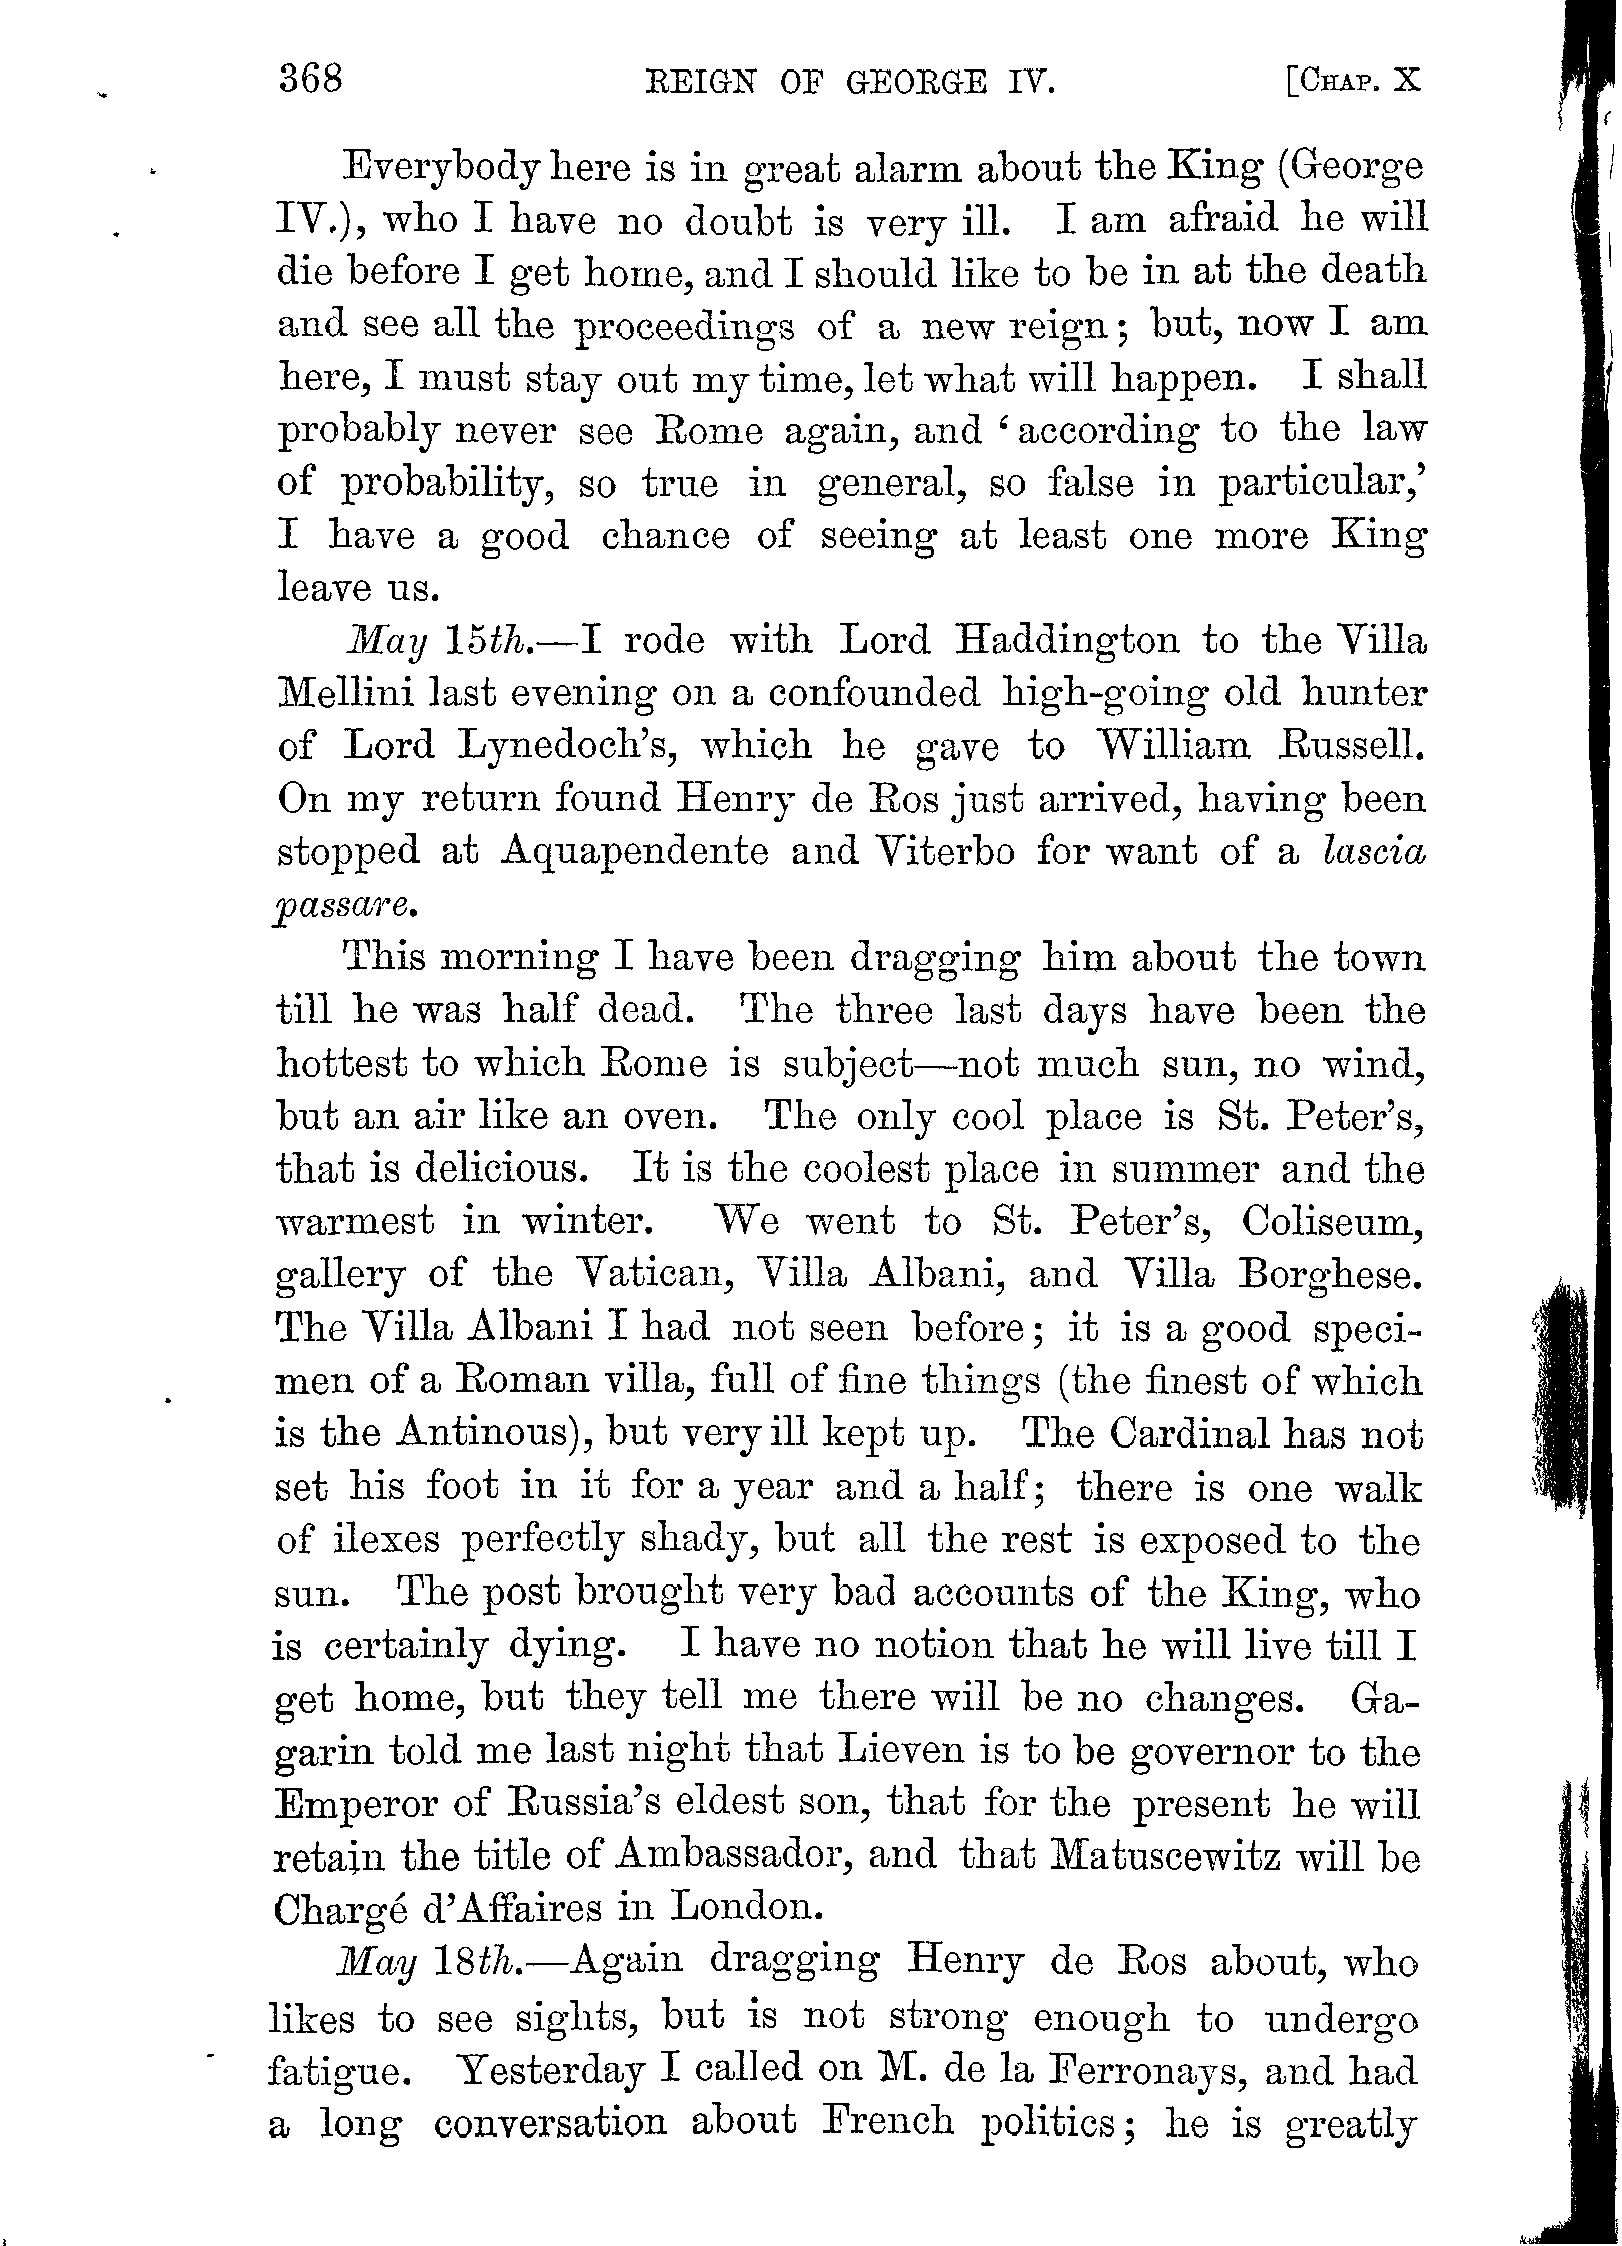 368 REIGN OF GEORGE IV. [CHAP. X
Everybody here is in great alarm about the King (George
IV.), who I have no doubt is very ill. I am afraid he will
die before I get home, and I should like to be in at the death
and see all the proceedings of a new reign; but, now I am
here, I must stay out my time, let what will happen. I shall
probably never see Rome again, and ‘according to the law
of probability, so true in general, so false in particular,’
I have a good chance of seeing at least one more King
leave us.
May 15th.—I rode with Lord Haddington to the Villa
Mellini last evening on a confounded high-going old hunter
of Lord Lynedoch’s, which he gave to William Russell.
On my return found Henry de Ros just arrived, having been
stopped at Aquapendente and Viterbo for want of a lascia
passare.
This morning I have been dragging him about the town
till he was half dead. The three last days have been the
hottest to which Rome is subject—not much sun, no wind,
but an air like an oven. The only cool place is St. Peter’s,
that is delicious. It is the coolest place in summer and the
warmest in winter. We went to St. Peter’s, Coliseum,
gallery of the Vatican, Villa Albani, and Villa Borghese.
The Villa Albani I had not seen before; it is a good speci-
men of a Roman villa, full of fine things (the finest of which
is the Antinous), but very ill kept up. The Cardinal has not
set his foot in it for a year and a half; there is one walk
of ilexes perfectly shady, but all the rest is exposed to the
sun. The post brought very bad accounts of the King, who
is certainly dying. I have no notion that he will live till I
get home, but they tell me there will be no changes. Ga-
garin told me last night that Lieven is to be governor to the
Emperor of Russia’s eldest son, that for the present he will
retain the title of Ambassador, and that Matuscewitz will be
Chargé d’Affaires in London.
May 18th.—Again dragging Henry de Ros about, who
likes to see sights, but is not strong enough to undergo
fatigue. Yesterday I called on M. de la Ferronays, and had
a long conversation about French politics; he is greatly